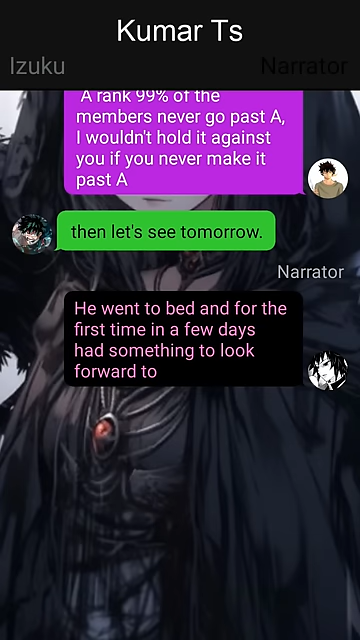 Kumar Ts
Izuku
Narrator
A rank 99% of the
members never go past A,
I wouldn't hold it against
you if you never make it
past A
then let's see tomorrow.
Narrator
He went to bed and for the
first time in a few days
had something to look
forward to